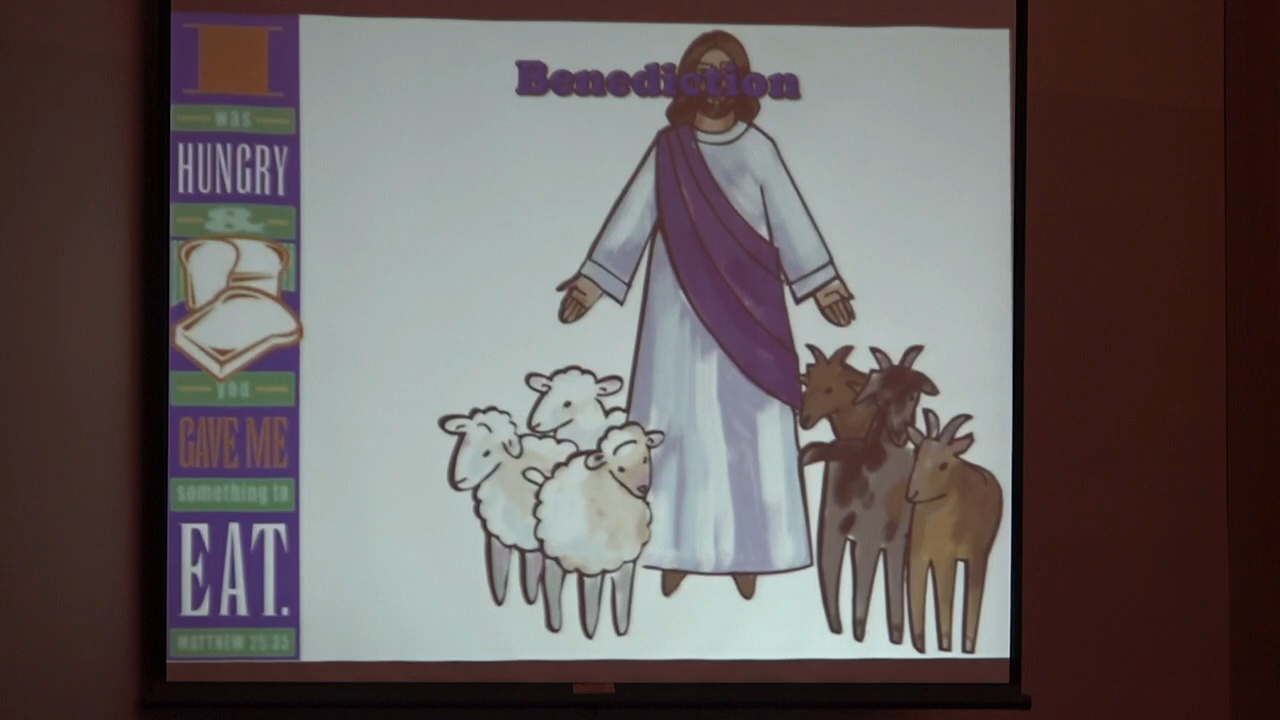 Benediction
I
was
HUNGRY
&
you
GAVE ME
something to
EAT.
MATTHEW 25:35